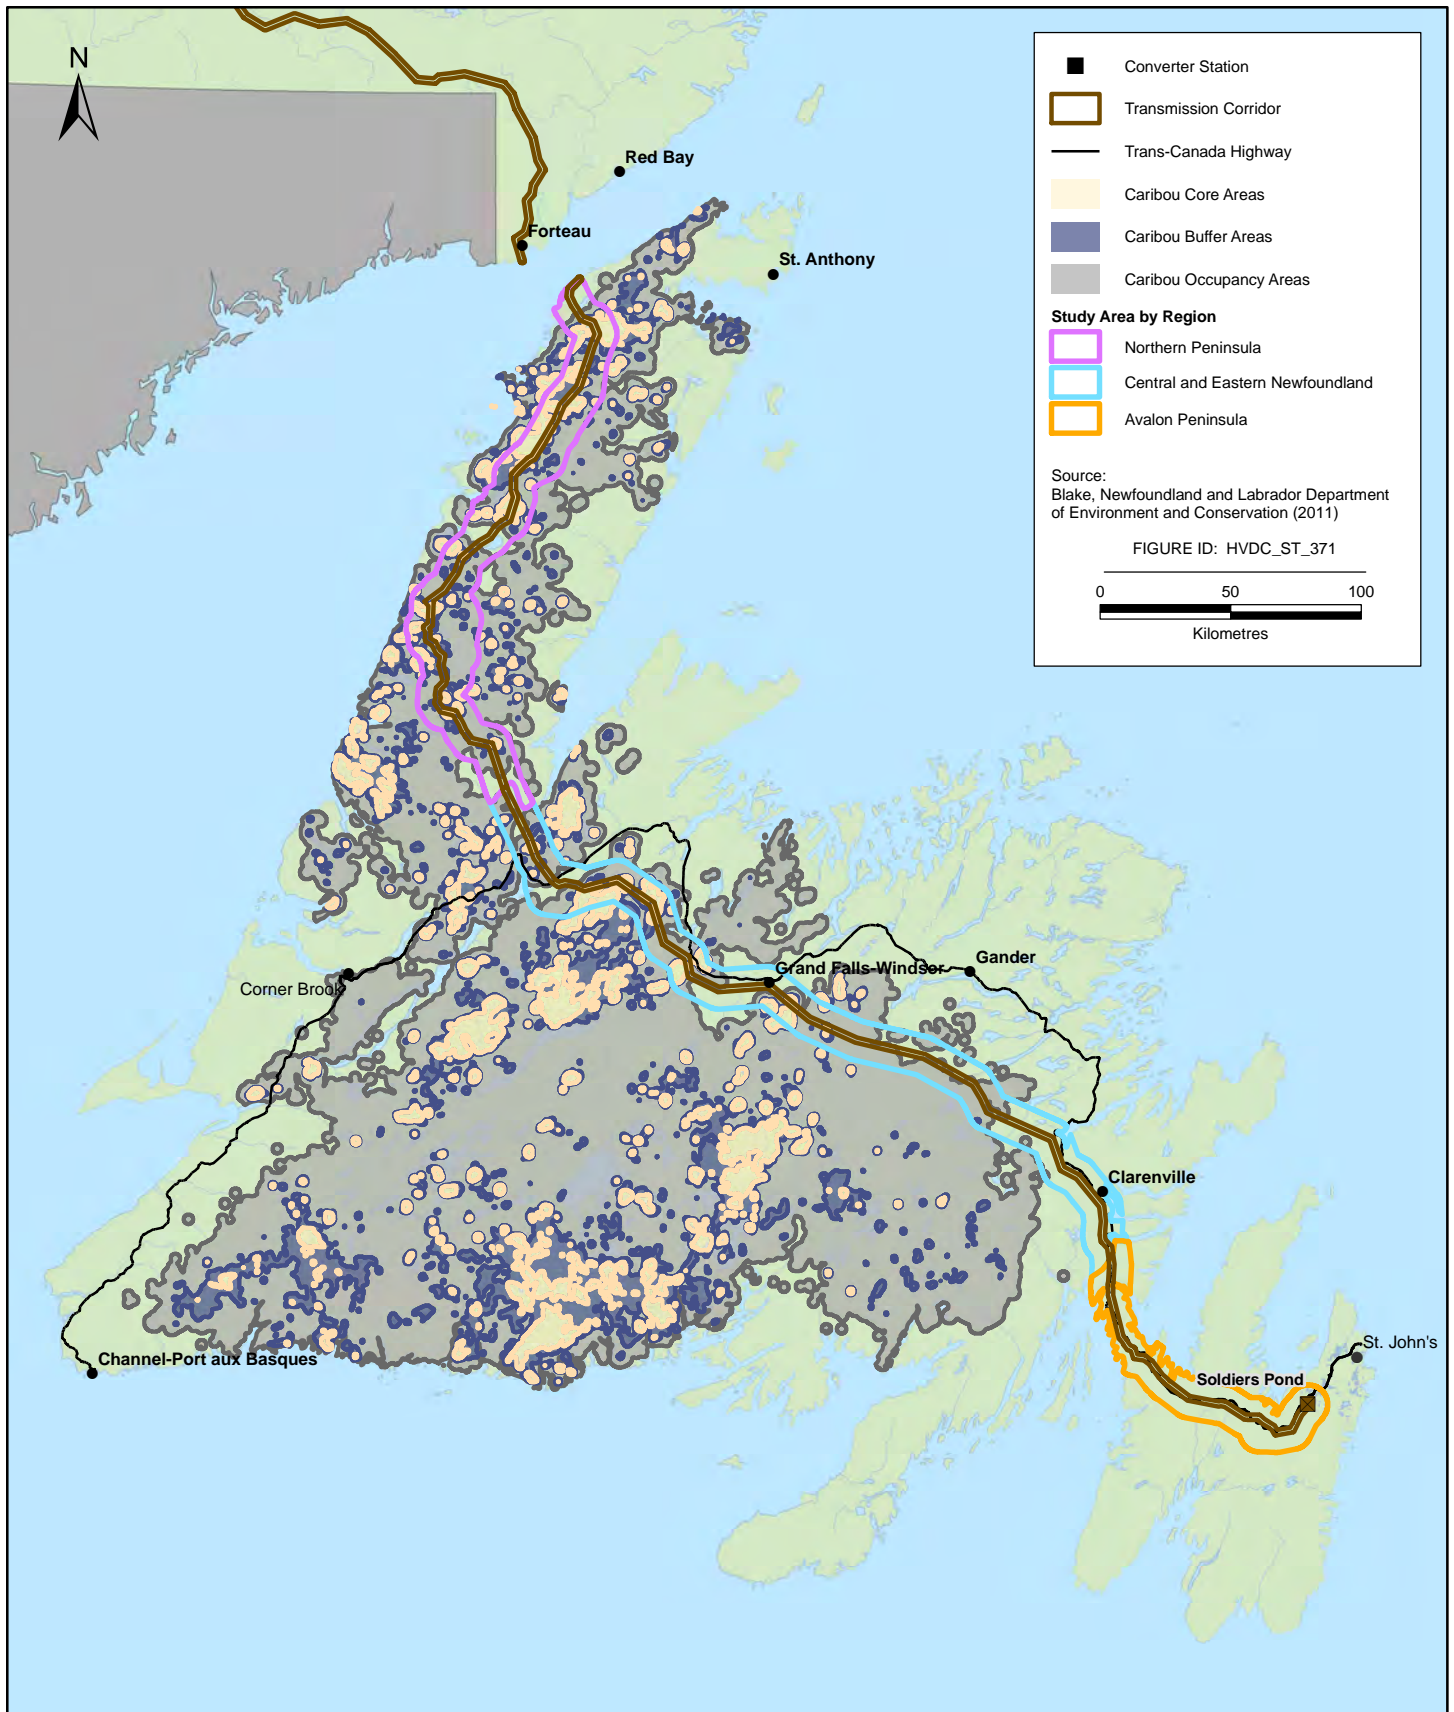 N
Converter Station
Transmission Corridor
Trans-Canada Highway
Caribou Core Areas
Caribou Buffer Areas
Caribou Occupancy Areas
Study Area by Region
Northern Peninsula
Central and Eastern Newfoundland
Avalon Peninsula
Source:
Blake, Newfoundland and Labrador Department
of Environment and Conservation (2011)
FIGURE ID: HVDC_ST_371
0 50 100
Kilometres
Red Bay
Forteau
St. Anthony
Gander
Grand Falls-Windsor
Corner Brook
Clarenville
St. John's
Channel-Port aux Basques
Soldiers Pond